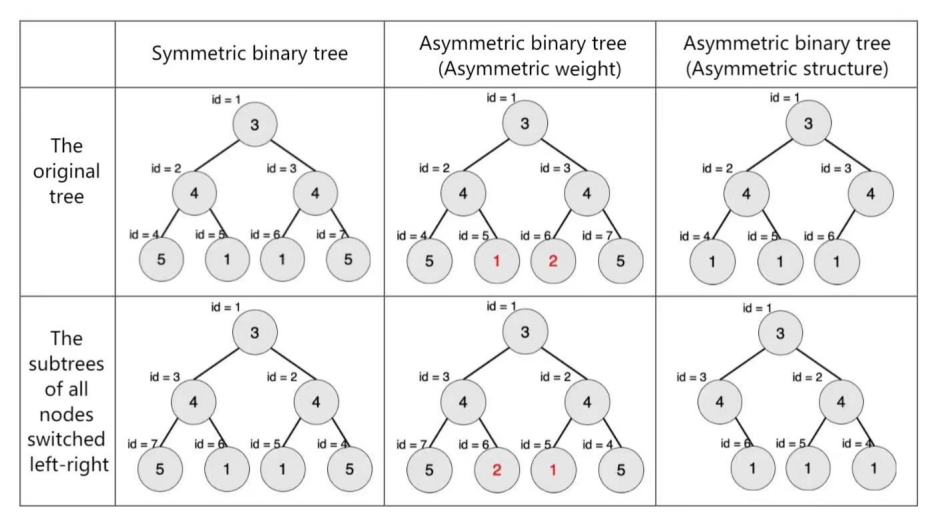 Symmetric binary tree
Asymmetric binary tree
(Asymmetric weight)
Asymmetric binary tree
(Asymmetric structure)
The
original
tree
id = 1
3
id = 2
id = 3
4
4
id = 4
id = 5
id = 6
id = 7
5
1
1
5
id = 1
3
id = 2
id = 3
4
4
id = 4
id = 5
id = 6
id = 7
5
1
2
5
id = 1
3
id = 2
id = 3
4
4
id = 4
id = 5
id = 6
1
1
1
The
subtrees
of all
nodes
switched
left-right
id = 1
3
id = 3
id = 2
4
4
id = 7
id = 6
id = 5
id = 4
5
1
1
5
id = 1
3
id = 3
id = 2
4
4
id = 7
id = 6
id = 5
id = 4
5
2
1
5
id = 1
3
id = 3
id = 2
4
4
id = 6
id = 5
id = 4
1
1
1